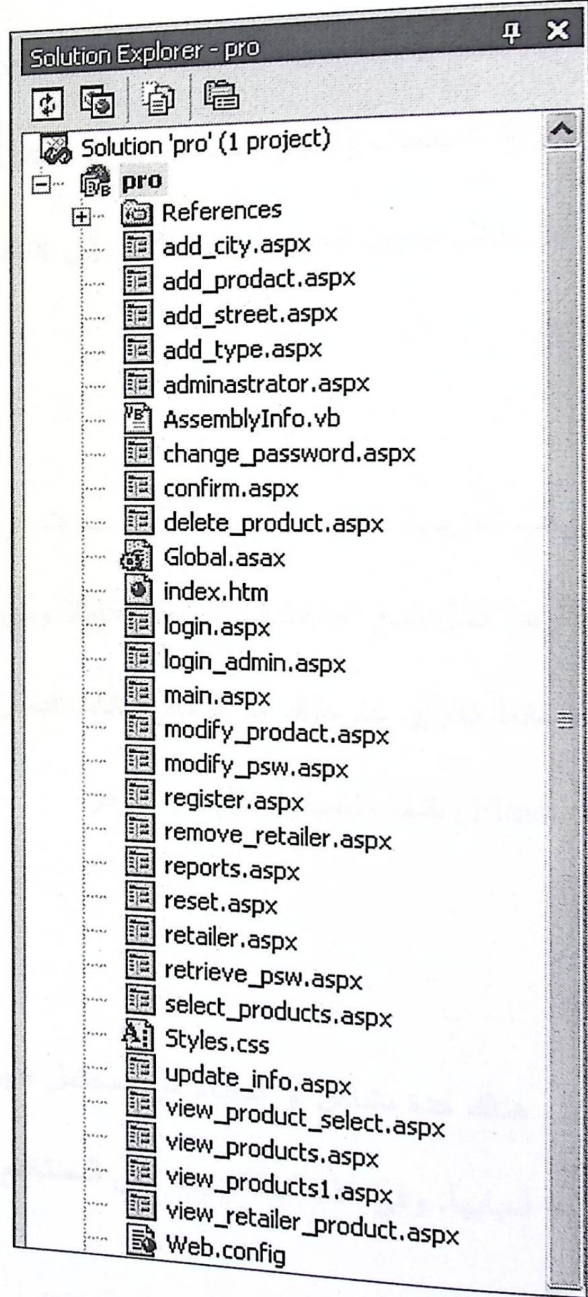 Solution Explorer - pro
Solution 'pro' (1 project)
pro
References
add_city.aspx
add_prodact.aspx
add_street.aspx
add_type.aspx
adminastrator.aspx
AssemblyInfo.vb
change_password.aspx
confirm.aspx
delete_product.aspx
Global.asax
index.htm
login.aspx
login_admin.aspx
main.aspx
modify_prodact.aspx
modify_psw.aspx
register.aspx
remove_retailer.aspx
reports.aspx
reset.aspx
retailer.aspx
retrieve_psw.aspx
select_products.aspx
Styles.css
update_info.aspx
view_product_select.aspx
view_products.aspx
view_products1.aspx
view_retailer_product.aspx
Web.config